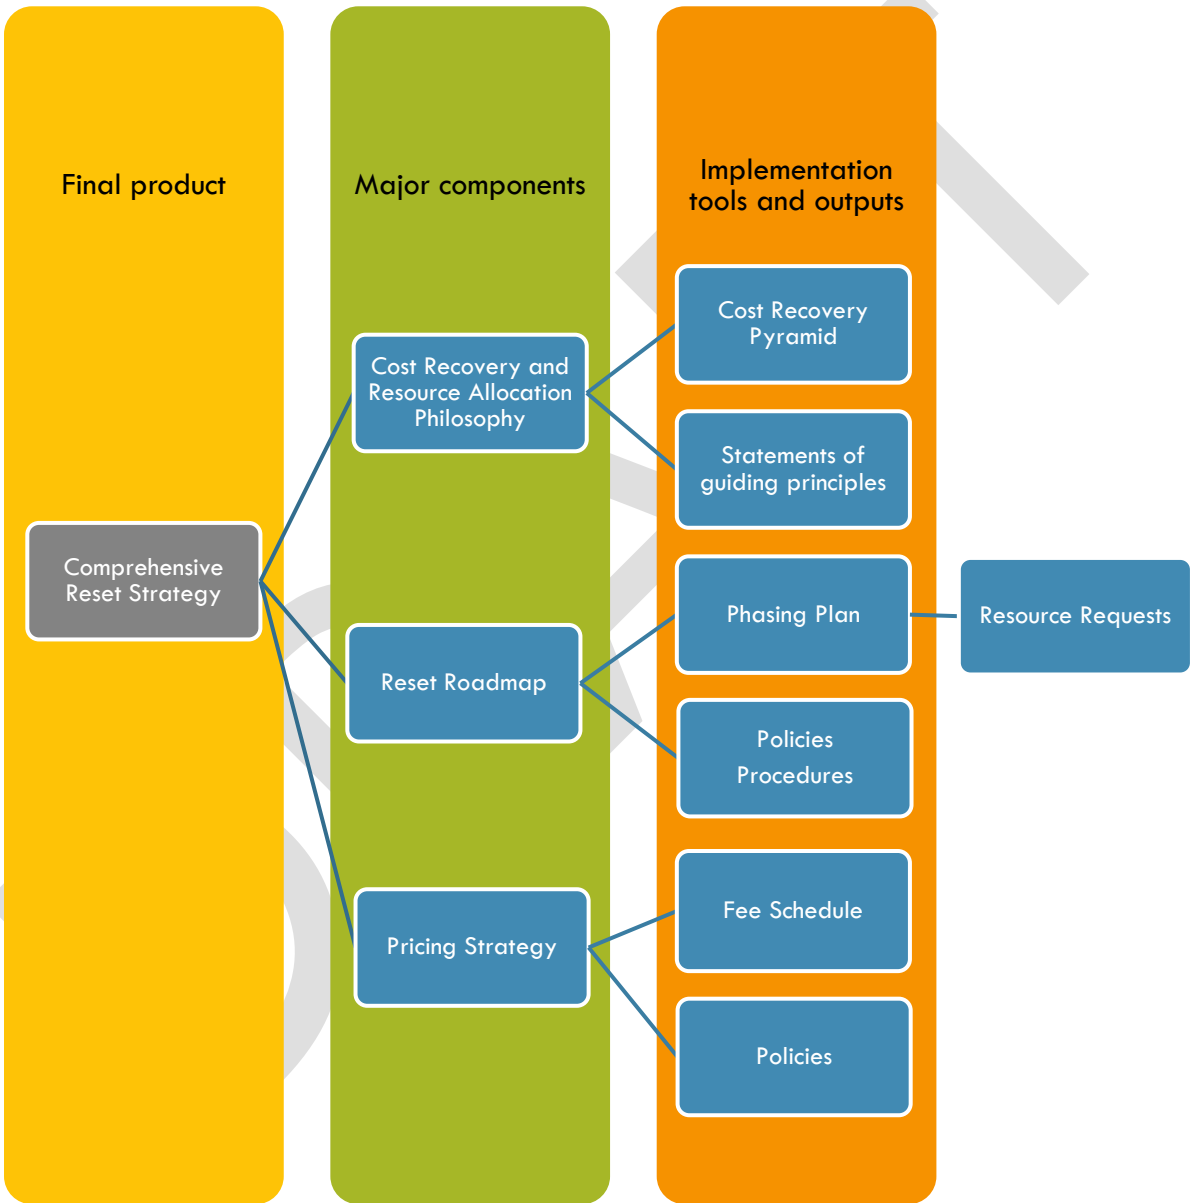 Final product
Major components
Implementation
tools and outputs
Cost Recovery
Pyramid
Cost Recovery and
Resource Allocation
Philosophy
Statements of
guiding principles
Comprehensive
Reset Strategy
Phasing Plan
Resource Requests
Reset Roadmap
Policies
Procedures
Fee Schedule
Pricing Strategy
Policies